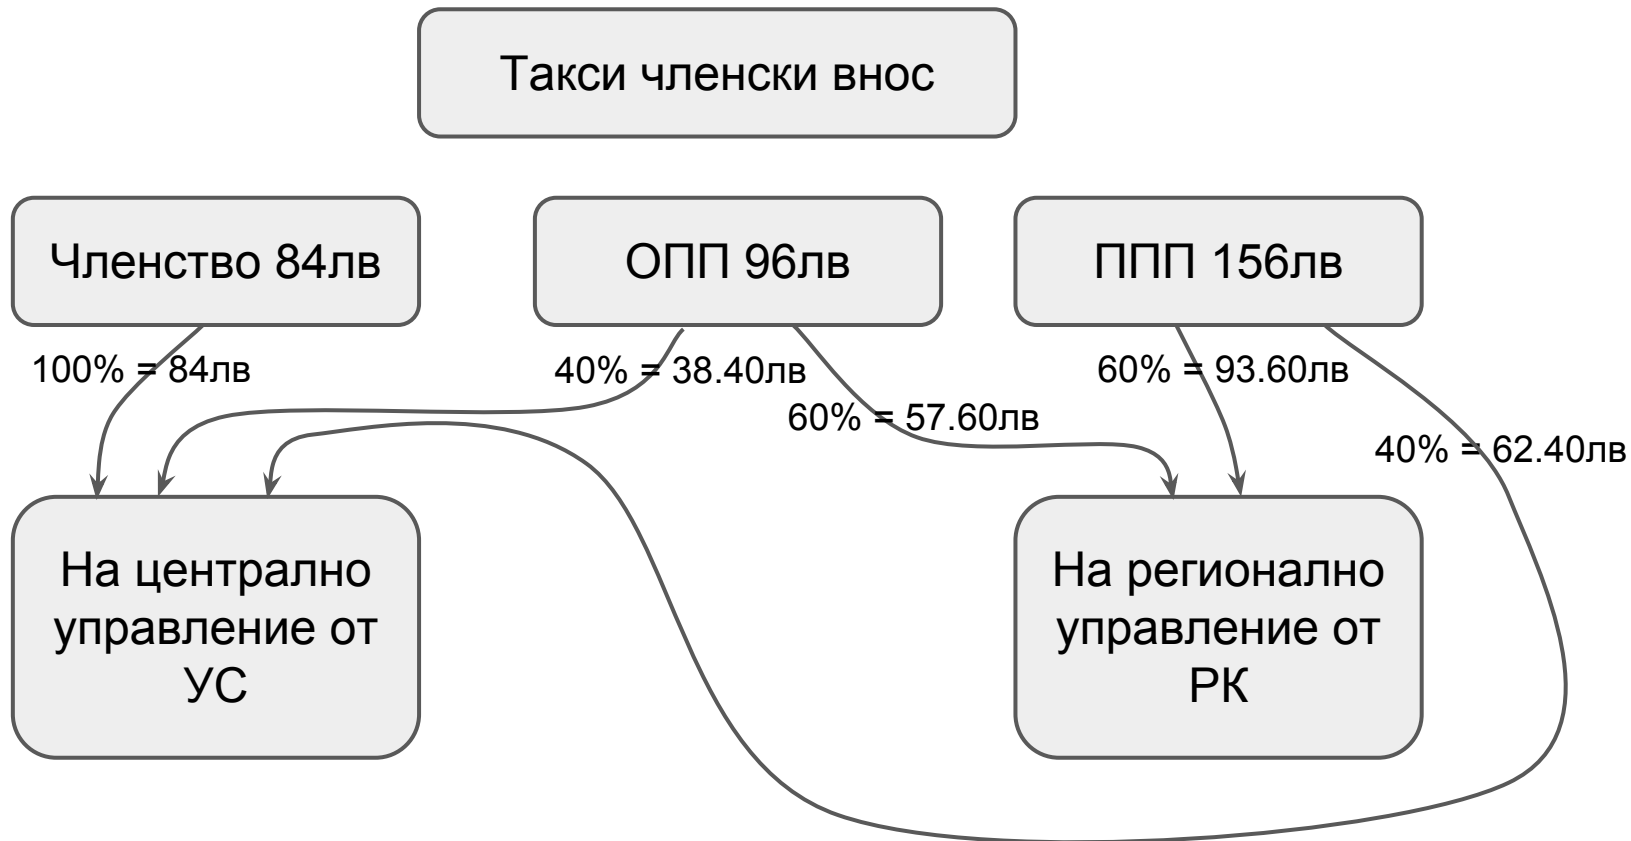 Такси членски внос
Членство 84лв
ОПП 96лв
ППП 156лв
100% = 84лв
40% = 38.40лв
60% = 57.60лв
60% = 93.60лв
40% = 62.40лв
На централно
управление от
УС
На регионално
управление от
РК